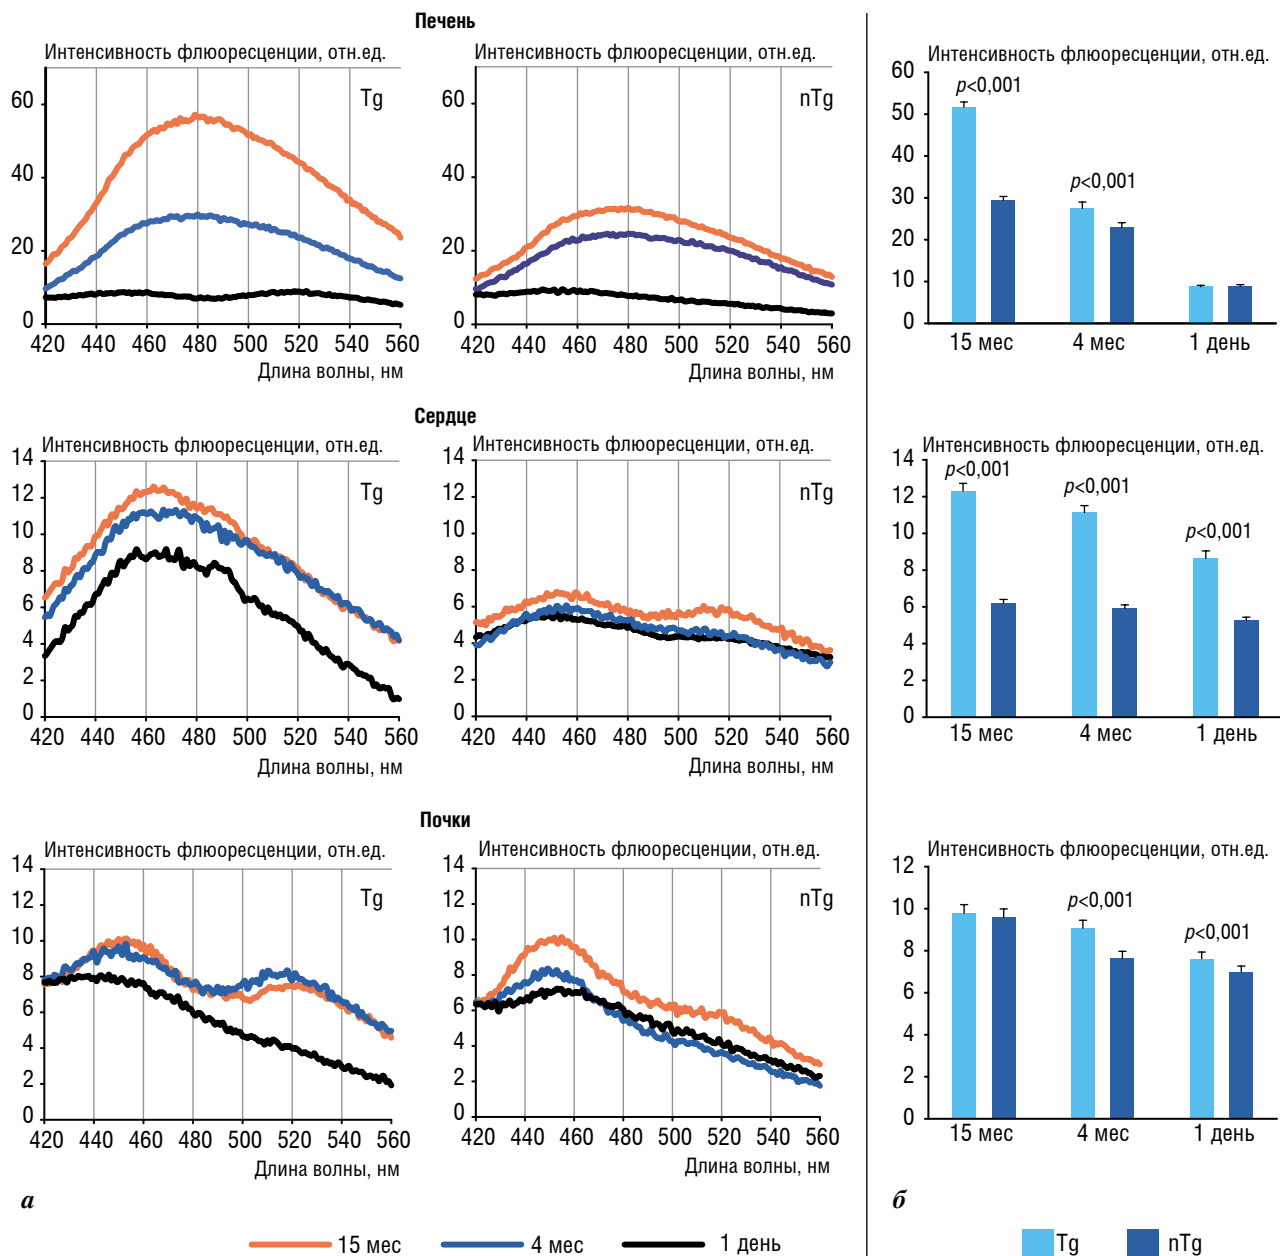 Печень
Интенсивность флюоресценции, отн.ед.
Tg
60
40
20
0
420 440 460 480 500 520 540 560
Длина волны, нм
Интенсивность флюоресценции, отн.ед.
nTg
60
40
20
0
420 440 460 480 500 520 540 560
Длина волны, нм
Интенсивность флюоресценции, отн.ед.
60
50
40
30
20
10
0
p<0,001
p<0,001
15 мес 4 мес 1 день
Сердце
Интенсивность флюоресценции, отн.ед.
Tg
14
12
10
8
6
4
2
0
420 440 460 480 500 520 540 560
Длина волны, нм
Интенсивность флюоресценции, отн.ед.
nTg
14
12
10
8
6
4
2
0
420 440 460 480 500 520 540 560
Длина волны, нм
Интенсивность флюоресценции, отн.ед.
14
12
10
8
6
4
2
0
p<0,001
p<0,001
p<0,001
15 мес 4 мес 1 день
Почки
Интенсивность флюоресценции, отн.ед.
Tg
14
12
10
8
6
4
2
0
420 440 460 480 500 520 540 560
Длина волны, нм
Интенсивность флюоресценции, отн.ед.
nTg
14
12
10
8
6
4
2
0
420 440 460 480 500 520 540 560
Длина волны, нм
Интенсивность флюоресценции, отн.ед.
12
10
8
6
4
2
0
p<0,001
p<0,001
15 мес 4 мес 1 день
а
б
15 мес 4 мес 1 день
Tg nTg